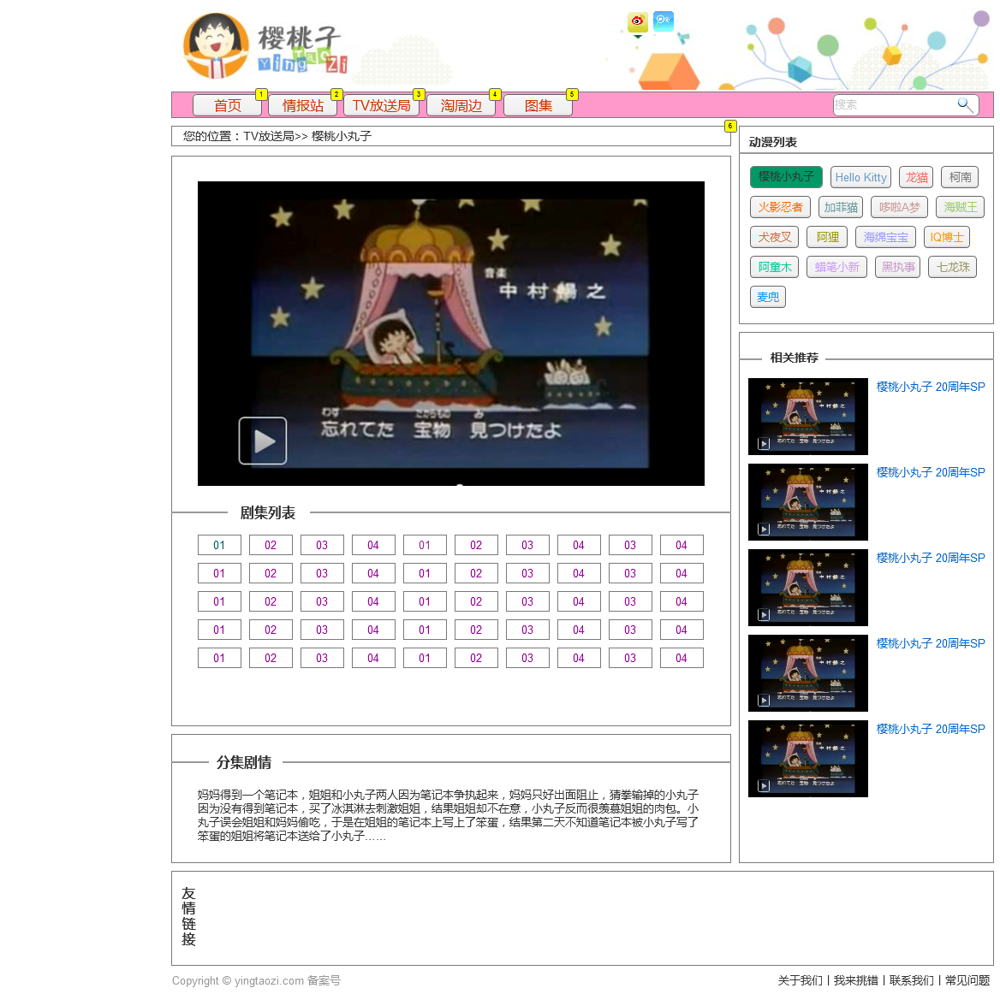 樱桃子
YingTaoZi
1 2 3 4 5
首页 情报站 TV放送局 淘周边 图集 搜索
6
您的位置：TV放送局>> 樱桃小丸子
音楽
中村暢之
わす たからもの み
忘れてた 宝物 見つけたよ
剧集列表
01 02 03 04 01 02 03 04 03 04
01 02 03 04 01 02 03 04 03 04
01 02 03 04 01 02 03 04 03 04
01 02 03 04 01 02 03 04 03 04
01 02 03 04 01 02 03 04 03 04
分集剧情
妈妈得到一个笔记本，姐姐和小丸子两人因为笔记本争执起来，妈妈只好出面阻止，猜拳输掉的小丸子
因为没有得到笔记本，买了冰淇淋去刺激姐姐，结果姐姐却不在意，小丸子反而很羡慕姐姐的肉包。小
丸子误会姐姐和妈妈偷吃，于是在姐姐的笔记本上写上了笨蛋，结果第二天不知道笔记本被小丸子写了
笨蛋的姐姐将笔记本送给了小丸子……
动漫列表
樱桃小丸子 Hello Kitty 龙猫 柯南
火影忍者 加菲猫 哆啦A梦 海贼王
犬夜叉 阿狸 海绵宝宝 IQ博士
阿童木 蜡笔小新 黑执事 七龙珠
麦兜
相关推荐
樱桃小丸子 20周年SP
樱桃小丸子 20周年SP
樱桃小丸子 20周年SP
樱桃小丸子 20周年SP
樱桃小丸子 20周年SP
友
情
链
接
Copyright © yingtaozi.com 备案号
关于我们 | 我来挑错 | 联系我们 | 常见问题